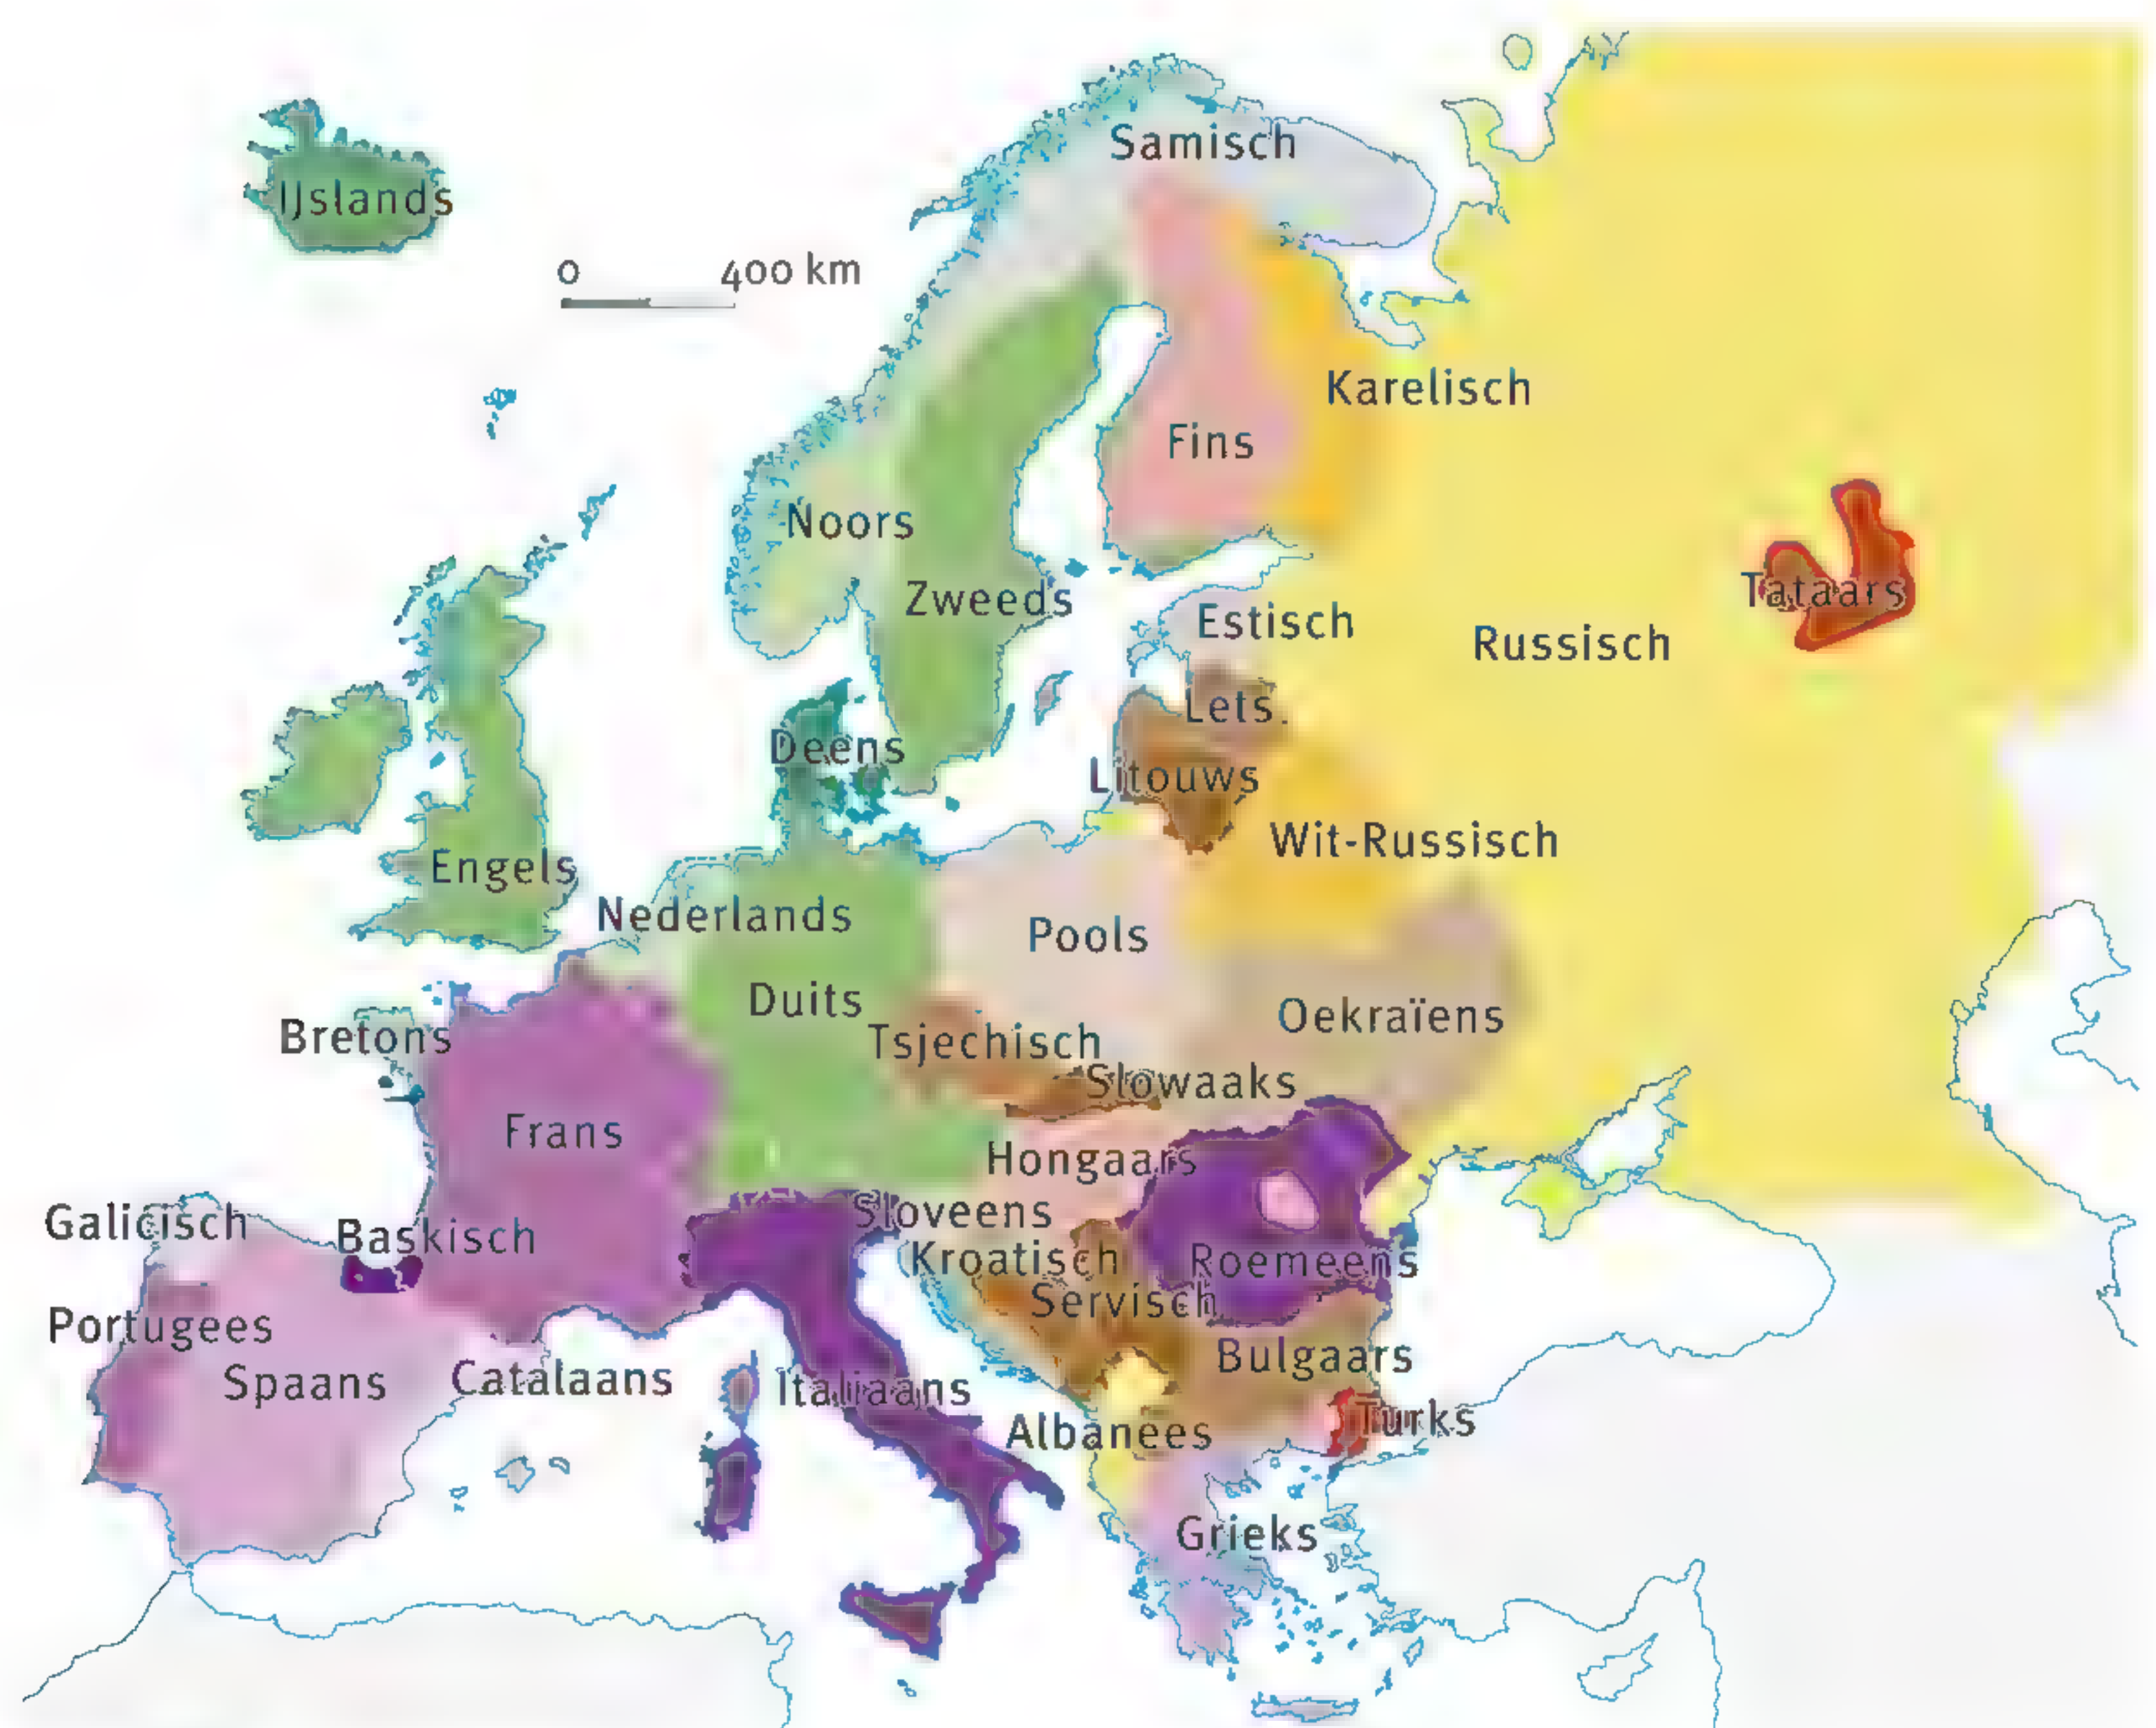 Samisch
IJslands
0 400 km
Karelisch
Fins
Noors
Tataars
Zweeds
Estisch
Russisch
Lets
Deens
Litouws
Wit-Russisch
Engels
Nederlands
Pools
Duits
Oekraïens
Bretons
Tsjechisch
Slowaaks
Frans
Hongaars
Galicisch
Sloveens
Baskisch
Kroatisch
Roemeens
Servisch
Portugees
Bulgaars
Spaans
Catalaans
Italiaans
Turks
Albanees
Grieks